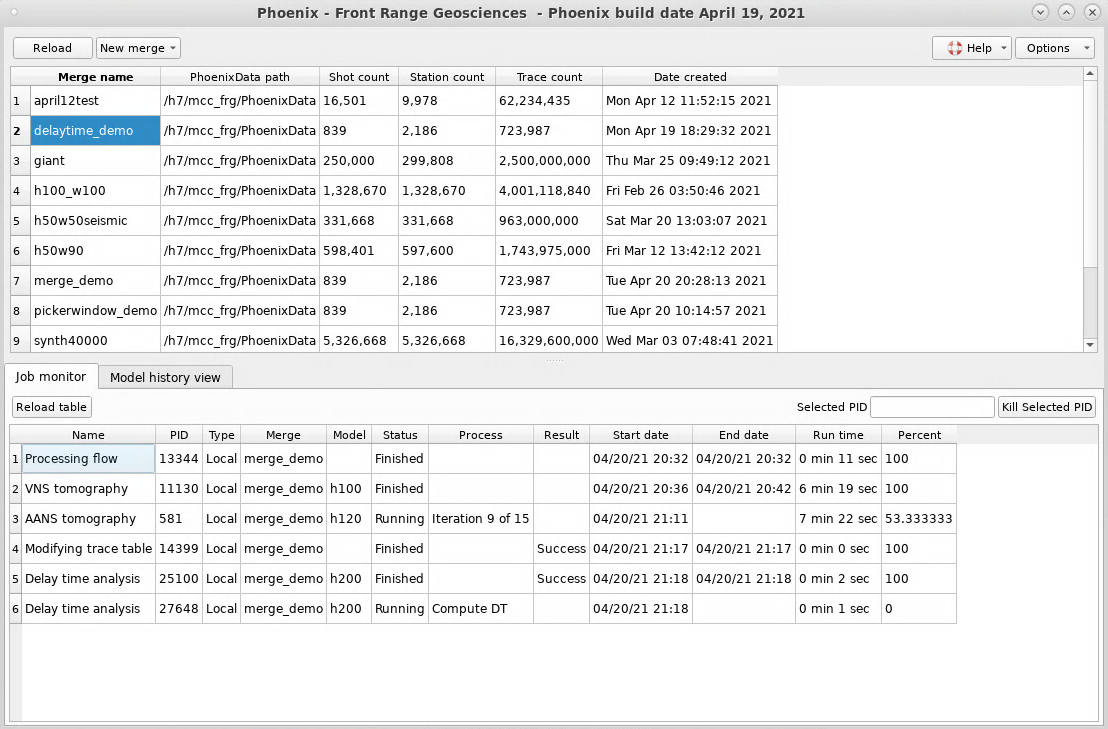 Phoenix - Front Range Geosciences - Phoenix build date April 19, 2021
Reload New merge Help Options
Merge name PhoenixData path Shot count Station count Trace count Date created
1 april12test /h7/mcc_frg/PhoenixData 16,501 9,978 62,234,435 Mon Apr 12 11:52:15 2021
2 delaytime_demo /h7/mcc_frg/PhoenixData 839 2,186 723,987 Mon Apr 19 18:29:32 2021
3 giant /h7/mcc_frg/PhoenixData 250,000 299,808 2,500,000,000 Thu Mar 25 09:49:12 2021
4 h100_w100 /h7/mcc_frg/PhoenixData 1,328,670 1,328,670 4,001,118,840 Fri Feb 26 03:50:46 2021
5 h50w50seismic /h7/mcc_frg/PhoenixData 331,668 331,668 963,000,000 Sat Mar 20 13:03:07 2021
6 h50w90 /h7/mcc_frg/PhoenixData 598,401 597,600 1,743,975,000 Fri Mar 12 13:42:12 2021
7 merge_demo /h7/mcc_frg/PhoenixData 839 2,186 723,987 Tue Apr 20 20:28:13 2021
8 pickerwindow_demo /h7/mcc_frg/PhoenixData 839 2,186 723,987 Tue Apr 20 10:14:57 2021
9 synth40000 /h7/mcc_frg/PhoenixData 5,326,668 5,326,668 16,329,600,000 Wed Mar 03 07:48:41 2021
Job monitor Model history view
Reload table Selected PID Kill Selected PID
Name PID Type Merge Model Status Process Result Start date End date Run time Percent
1 Processing flow 13344 Local merge_demo Finished 04/20/21 20:32 04/20/21 20:32 0 min 11 sec 100
2 VNS tomography 11130 Local merge_demo h100 Finished 04/20/21 20:36 04/20/21 20:42 6 min 19 sec 100
3 AANS tomography 581 Local merge_demo h120 Running Iteration 9 of 15 04/20/21 21:11 7 min 22 sec 53.333333
4 Modifying trace table 14399 Local merge_demo Finished Success 04/20/21 21:17 04/20/21 21:17 0 min 0 sec 100
5 Delay time analysis 25100 Local merge_demo h200 Finished Success 04/20/21 21:18 04/20/21 21:18 0 min 2 sec 100
6 Delay time analysis 27648 Local merge_demo h200 Running Compute DT 04/20/21 21:18 0 min 1 sec 0